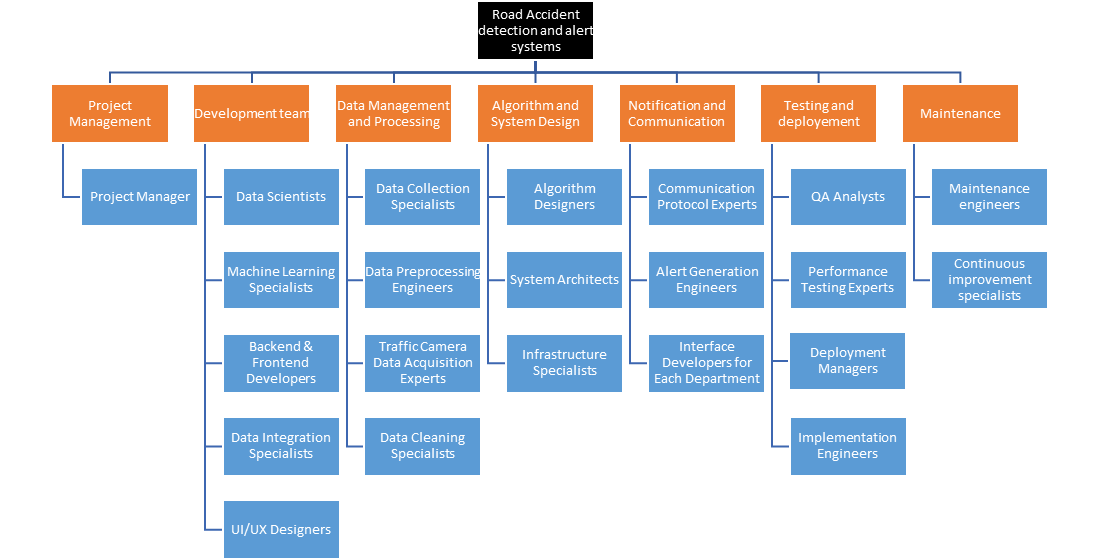 Road Accident
detection and alert
systems
Project
Management
Development team
Data Management
and Processing
Algorithm and
System Design
Notification and
Communication
Testing and
deployement
Maintenance
Project Manager
Data Scientists
Machine Learning
Specialists
Backend &
Frontend
Developers
Data Integration
Specialists
UI/UX Designers
Data Collection
Specialists
Data Preprocessing
Engineers
Traffic Camera
Data Acquisition
Experts
Data Cleaning
Specialists
Algorithm
Designers
System Architects
Infrastructure
Specialists
Communication
Protocol Experts
Alert Generation
Engineers
Interface
Developers for
Each Department
QA Analysts
Performance
Testing Experts
Deployment
Managers
Implementation
Engineers
Maintenance
engineers
Continuous
improvement
specialists